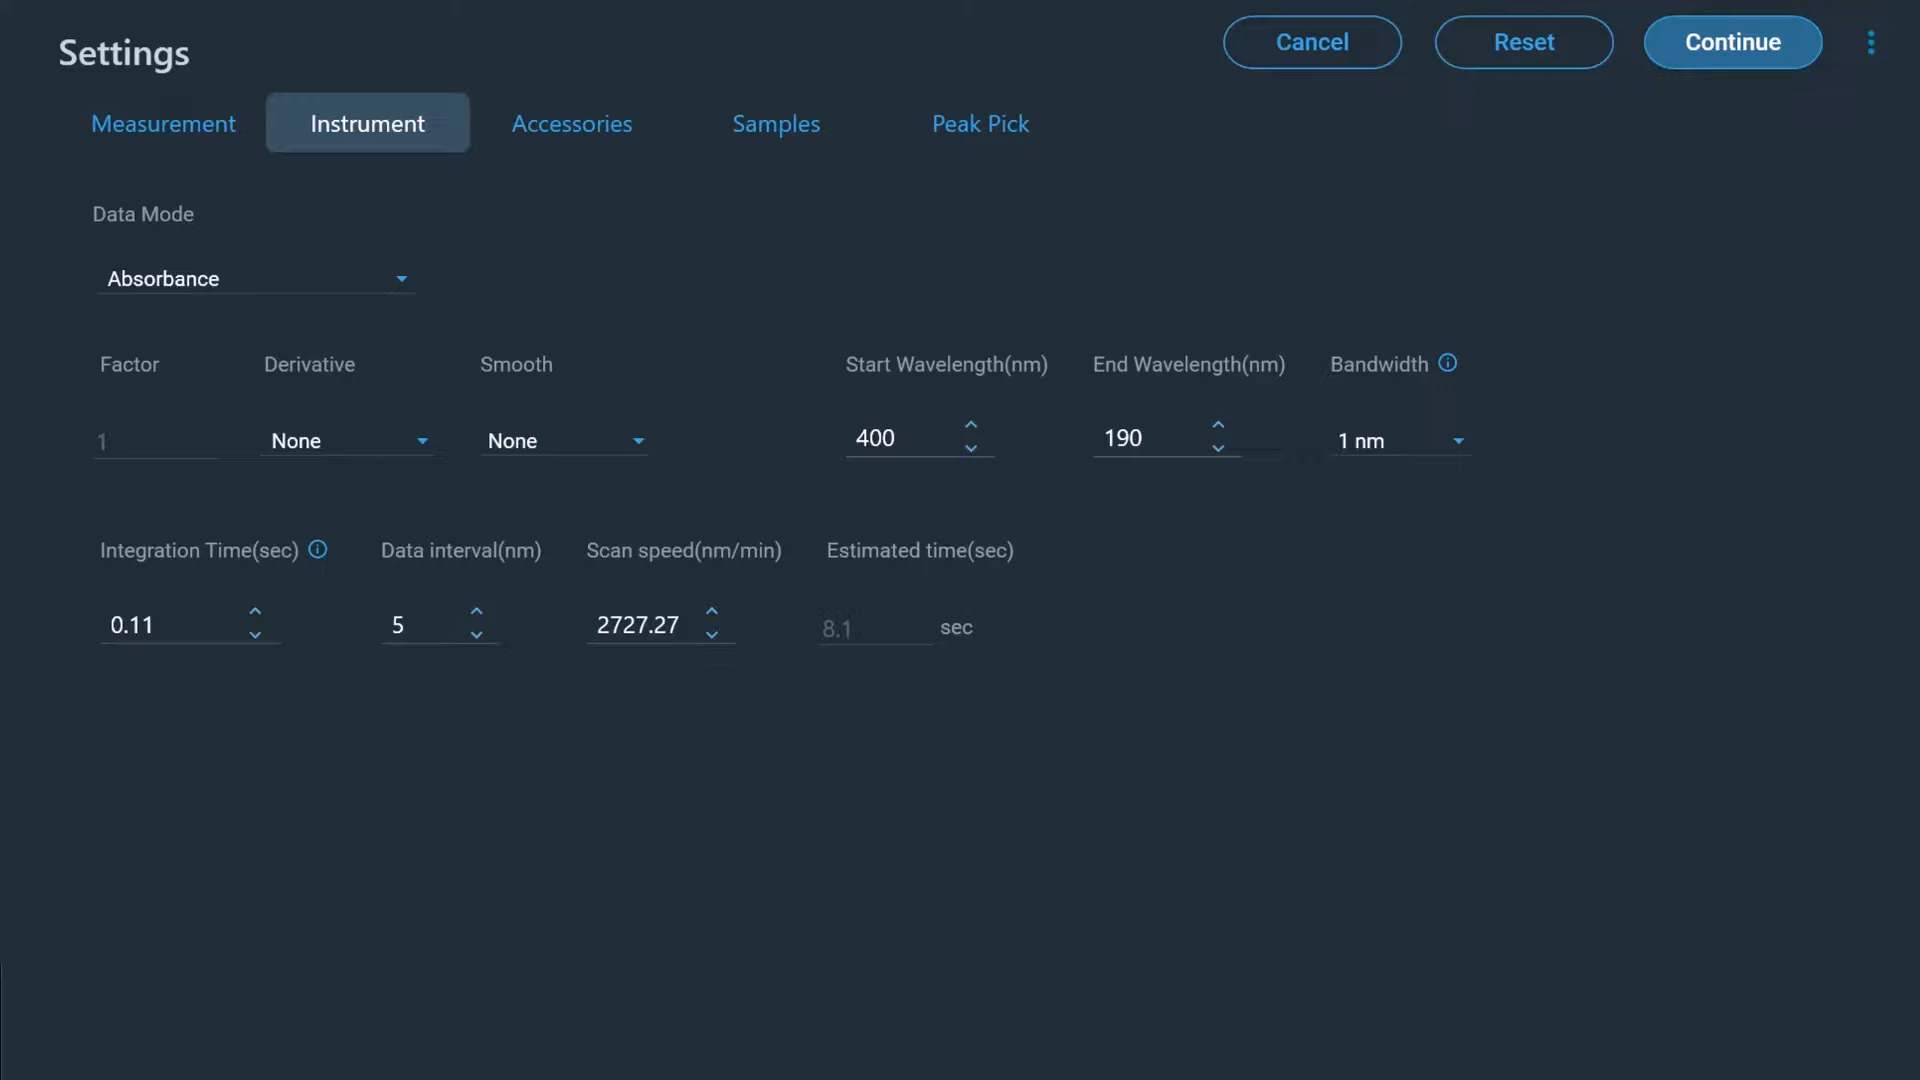 Settings
Cancel
Reset
Continue
Measurement
Instrument
Accessories
Samples
Peak Pick
Data Mode
Absorbance
Factor
Derivative
Smooth
Start Wavelength(nm)
End Wavelength(nm)
Bandwidth
1
None
None
400
190
1 nm
Integration Time(sec)
Data interval(nm)
Scan speed(nm/min)
Estimated time(sec)
0.11
5
2727.27
8.1
sec